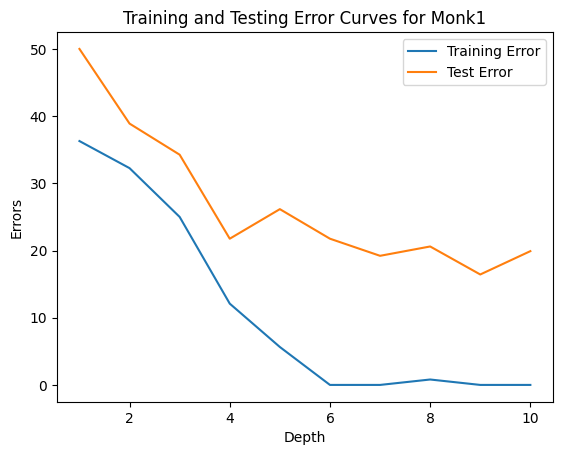 Training and Testing Error Curves for Monk1
Training Error
Test Error
Errors
50
40
30
20
10
0
2
4
6
8
10
Depth